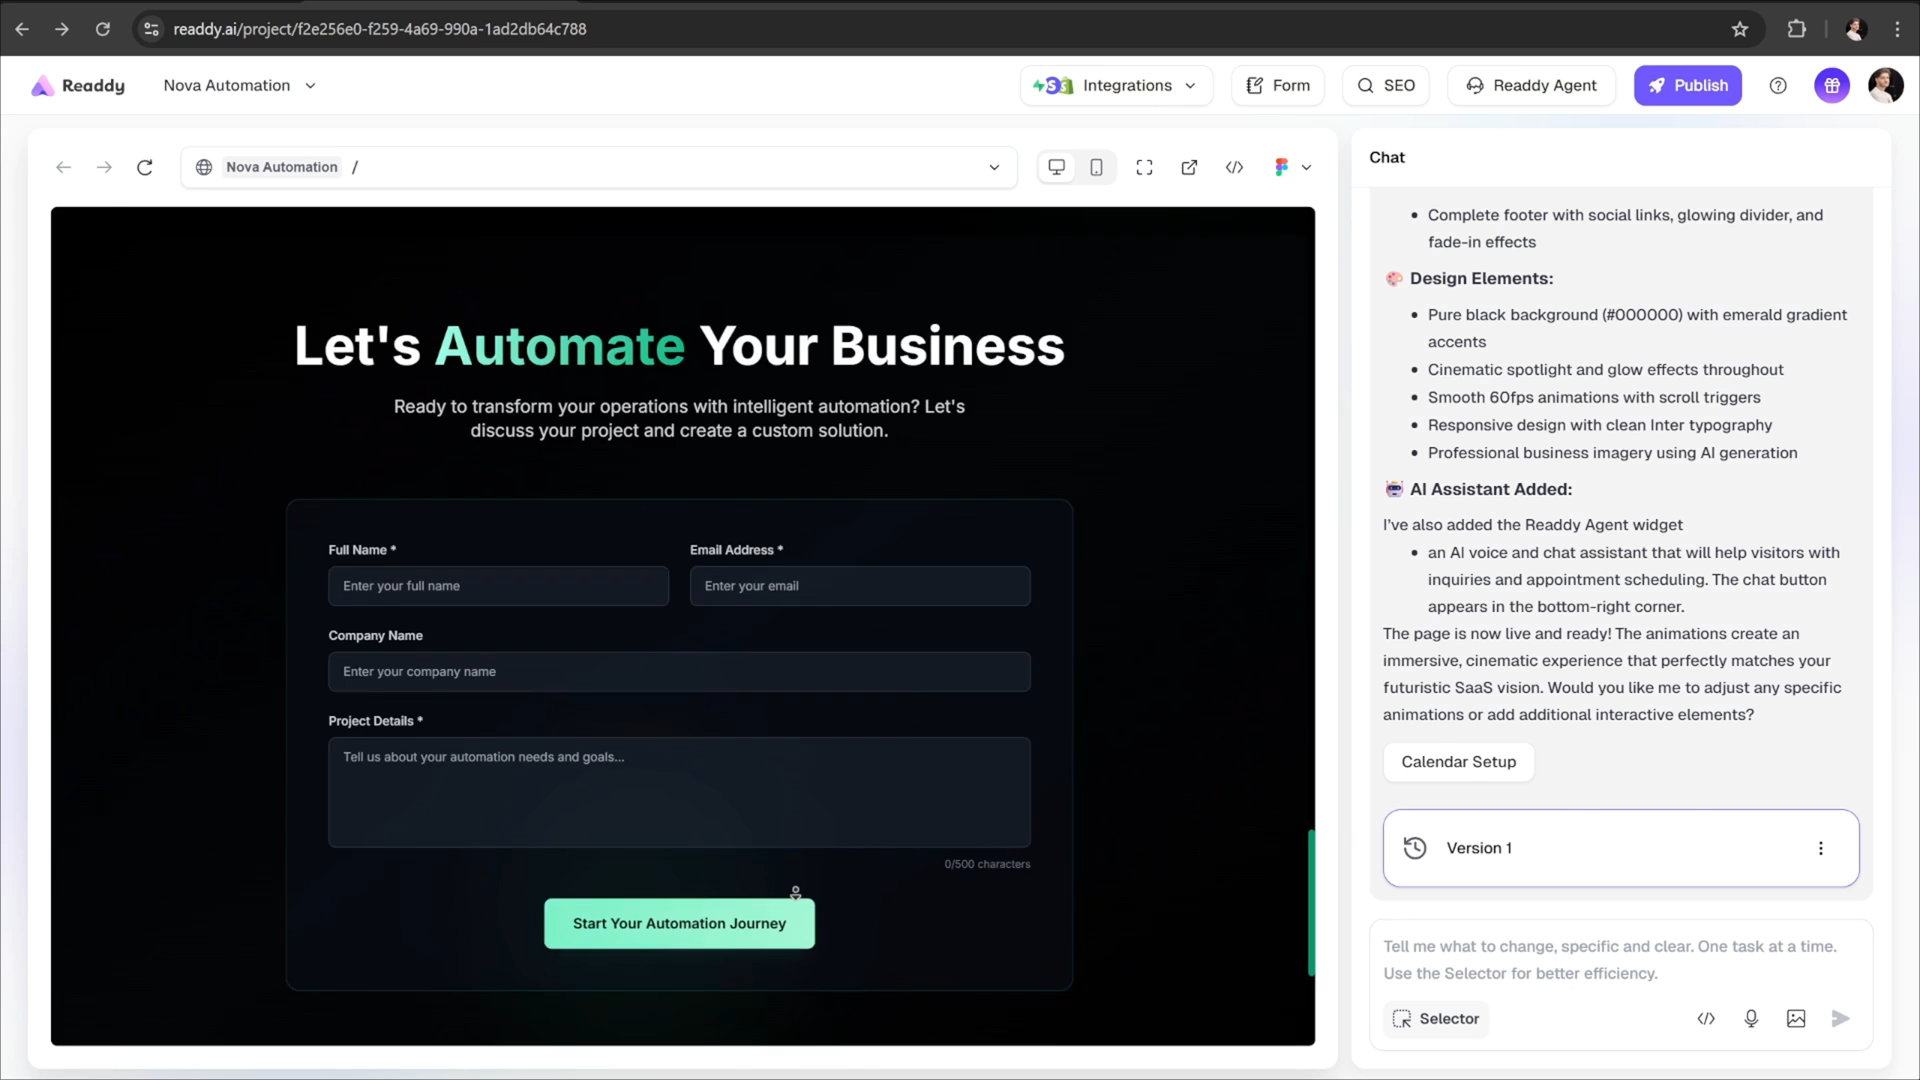 readdy.ai/project/f2e256e0-f259-4a69-990a-1ad2db64c788
Readdy
Nova Automation
Integrations
Form
SEO
Readdy Agent
Publish
Nova Automation /
Let's Automate Your Business
Ready to transform your operations with intelligent automation? Let's
discuss your project and create a custom solution.
Full Name *
Email Address *
Enter your full name
Enter your email
Company Name
Enter your company name
Project Details *
Tell us about your automation needs and goals...
0/500 characters
Start Your Automation Journey
Chat
• Complete footer with social links, glowing divider, and
fade-in effects
Design Elements:
• Pure black background (#000000) with emerald gradient
accents
• Cinematic spotlight and glow effects throughout
• Smooth 60fps animations with scroll triggers
• Responsive design with clean Inter typography
• Professional business imagery using AI generation
AI Assistant Added:
I've also added the Readdy Agent widget
• an AI voice and chat assistant that will help visitors with
inquiries and appointment scheduling. The chat button
appears in the bottom-right corner.
The page is now live and ready! The animations create an
immersive, cinematic experience that perfectly matches your
futuristic SaaS vision. Would you like me to adjust any specific
animations or add additional interactive elements?
Calendar Setup
Version 1
Tell me what to change, specific and clear. One task at a time.
Use the Selector for better efficiency.
Selector